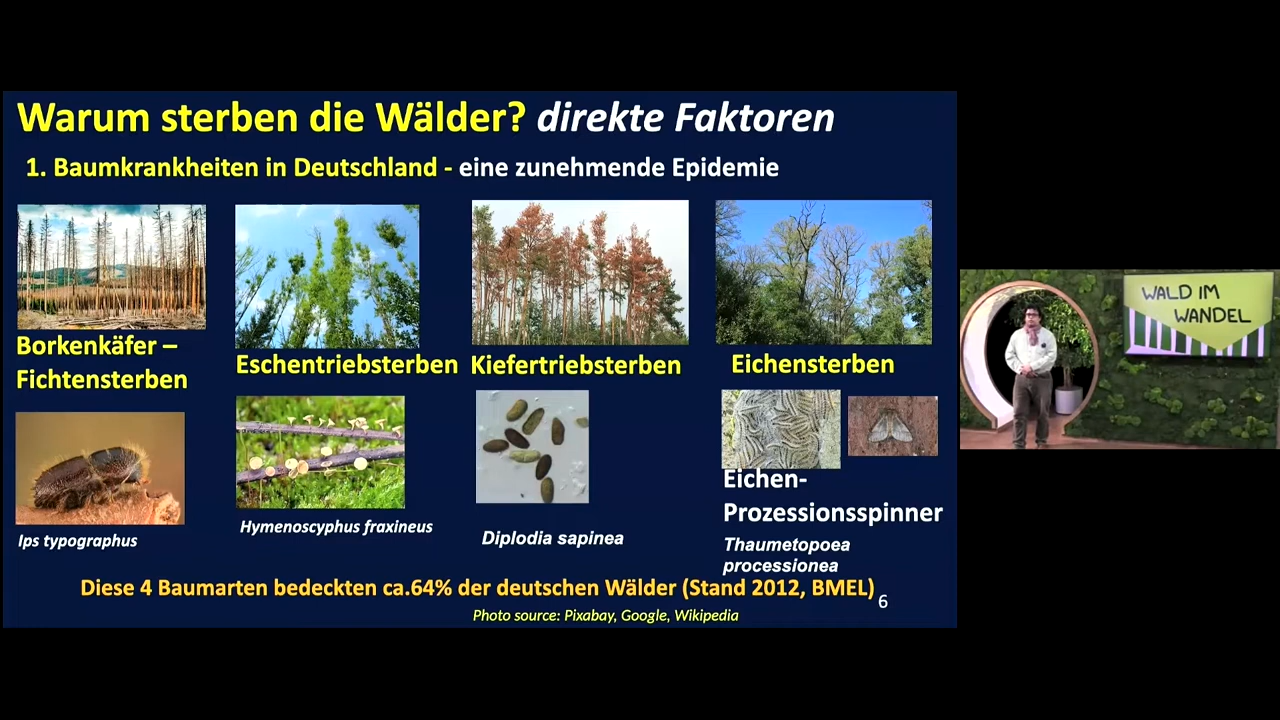 Warum sterben die Wälder? direkte Faktoren
1. Baumkrankheiten in Deutschland - eine zunehmende Epidemie
Borkenkäfer –
Fichtensterben
Eschentriebsterben
Kiefertriebsterben
Eichensterben
Ips typographus
Hymenoscyphus fraxineus
Diplodia sapinea
Eichen-
Prozessionsspinner
Thaumetopoea
processionea
Diese 4 Baumarten bedeckten ca.64% der deutschen Wälder (Stand 2012, BMEL)
6
Photo source: Pixabay, Google, Wikipedia
WALD IM
WANDEL